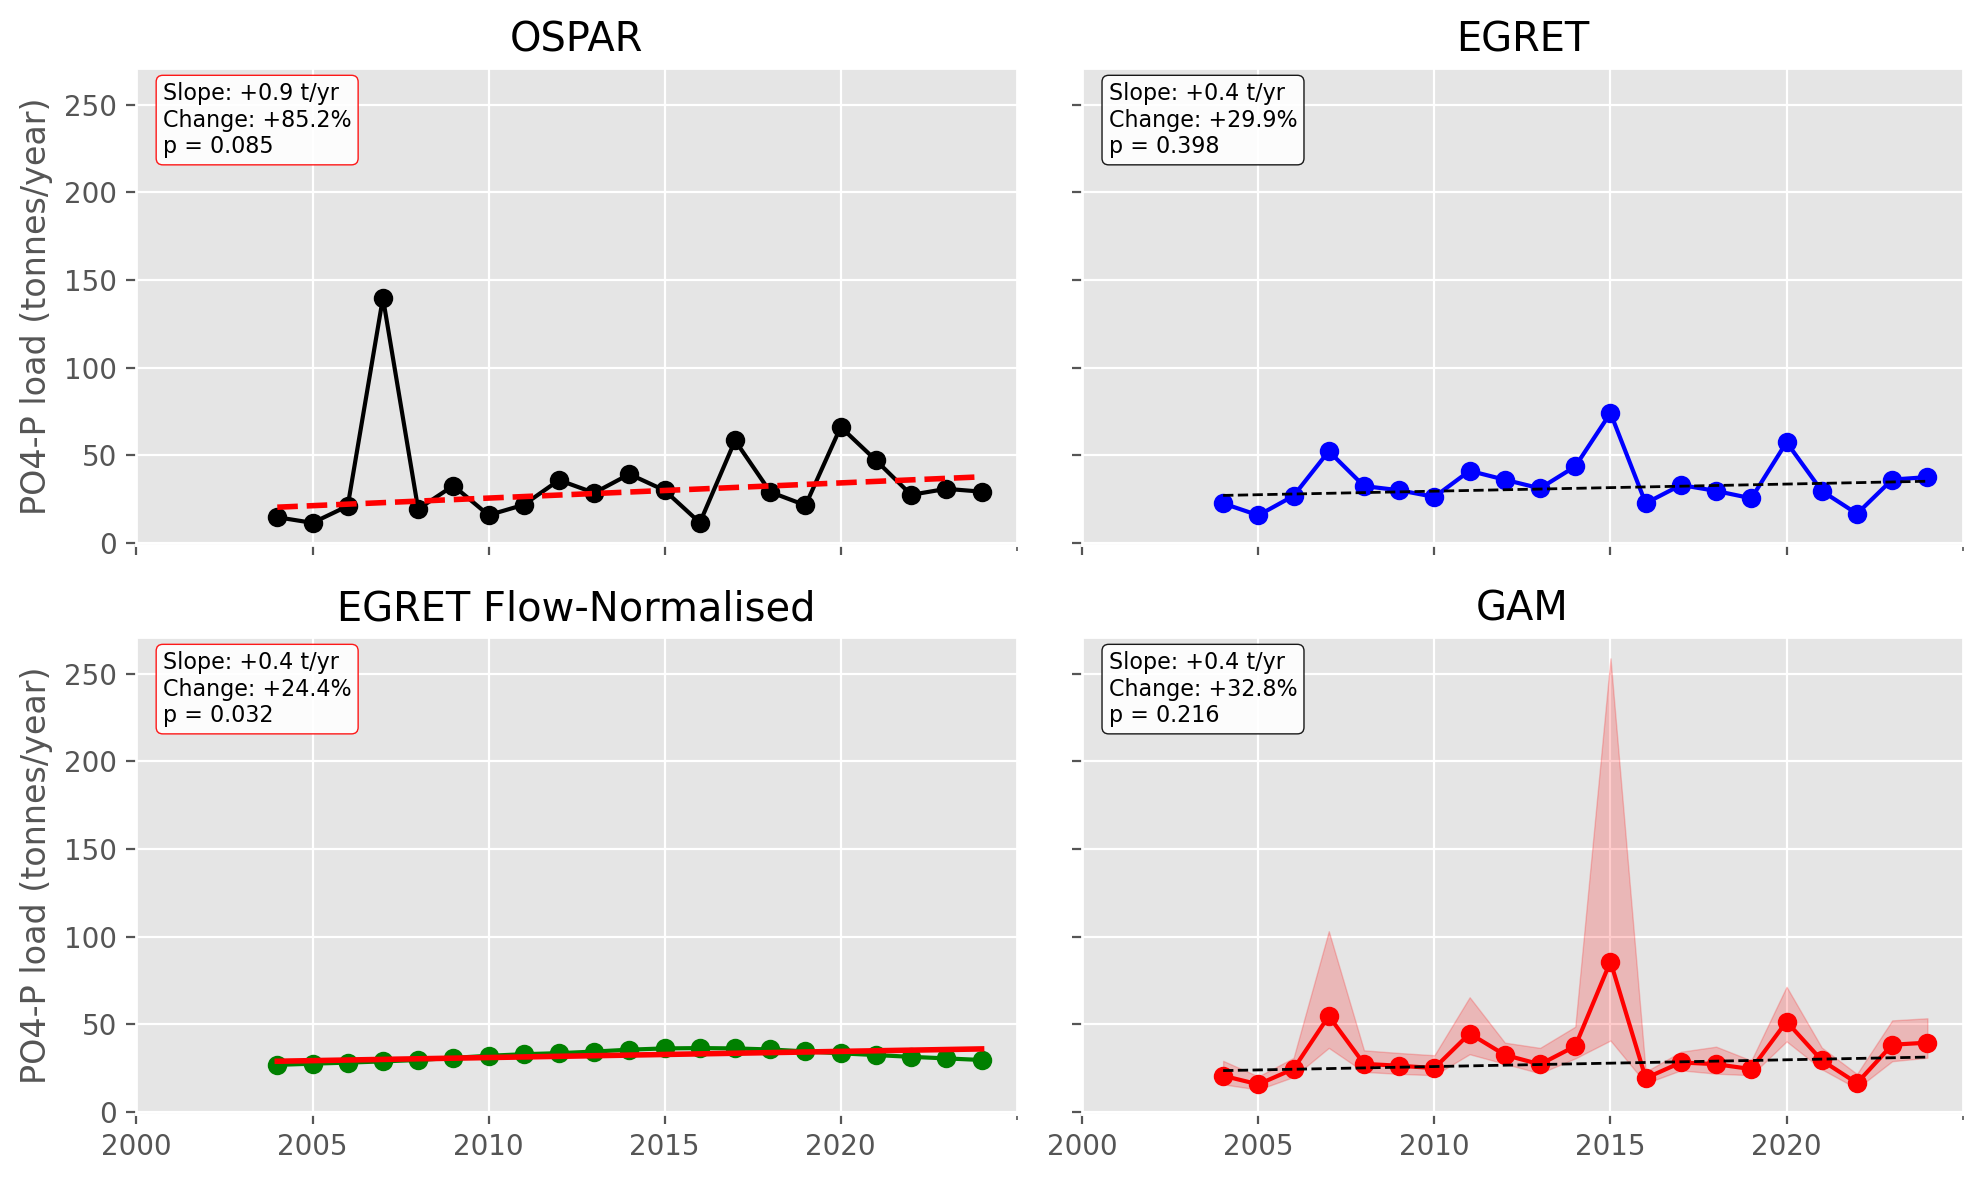 OSPAR
EGRET
Slope: +0.9 t/yr
Change: +85.2%
p = 0.085
Slope: +0.4 t/yr
Change: +29.9%
p = 0.398
PO4-P load (tonnes/year)
250
200
150
100
50
0
EGRET Flow-Normalised
GAM
Slope: +0.4 t/yr
Change: +24.4%
p = 0.032
Slope: +0.4 t/yr
Change: +32.8%
p = 0.216
PO4-P load (tonnes/year)
250
200
150
100
50
0
2000 2005 2010 2015 2020
2000 2005 2010 2015 2020